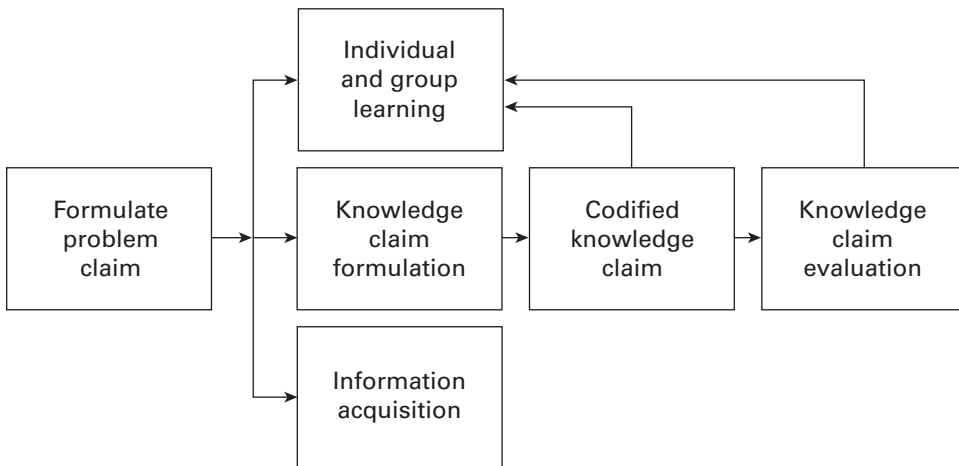 Individual
and group
learning
Formulate
problem
claim
Knowledge
claim
formulation
Codified
knowledge
claim
Knowledge
claim
evaluation
Information
acquisition